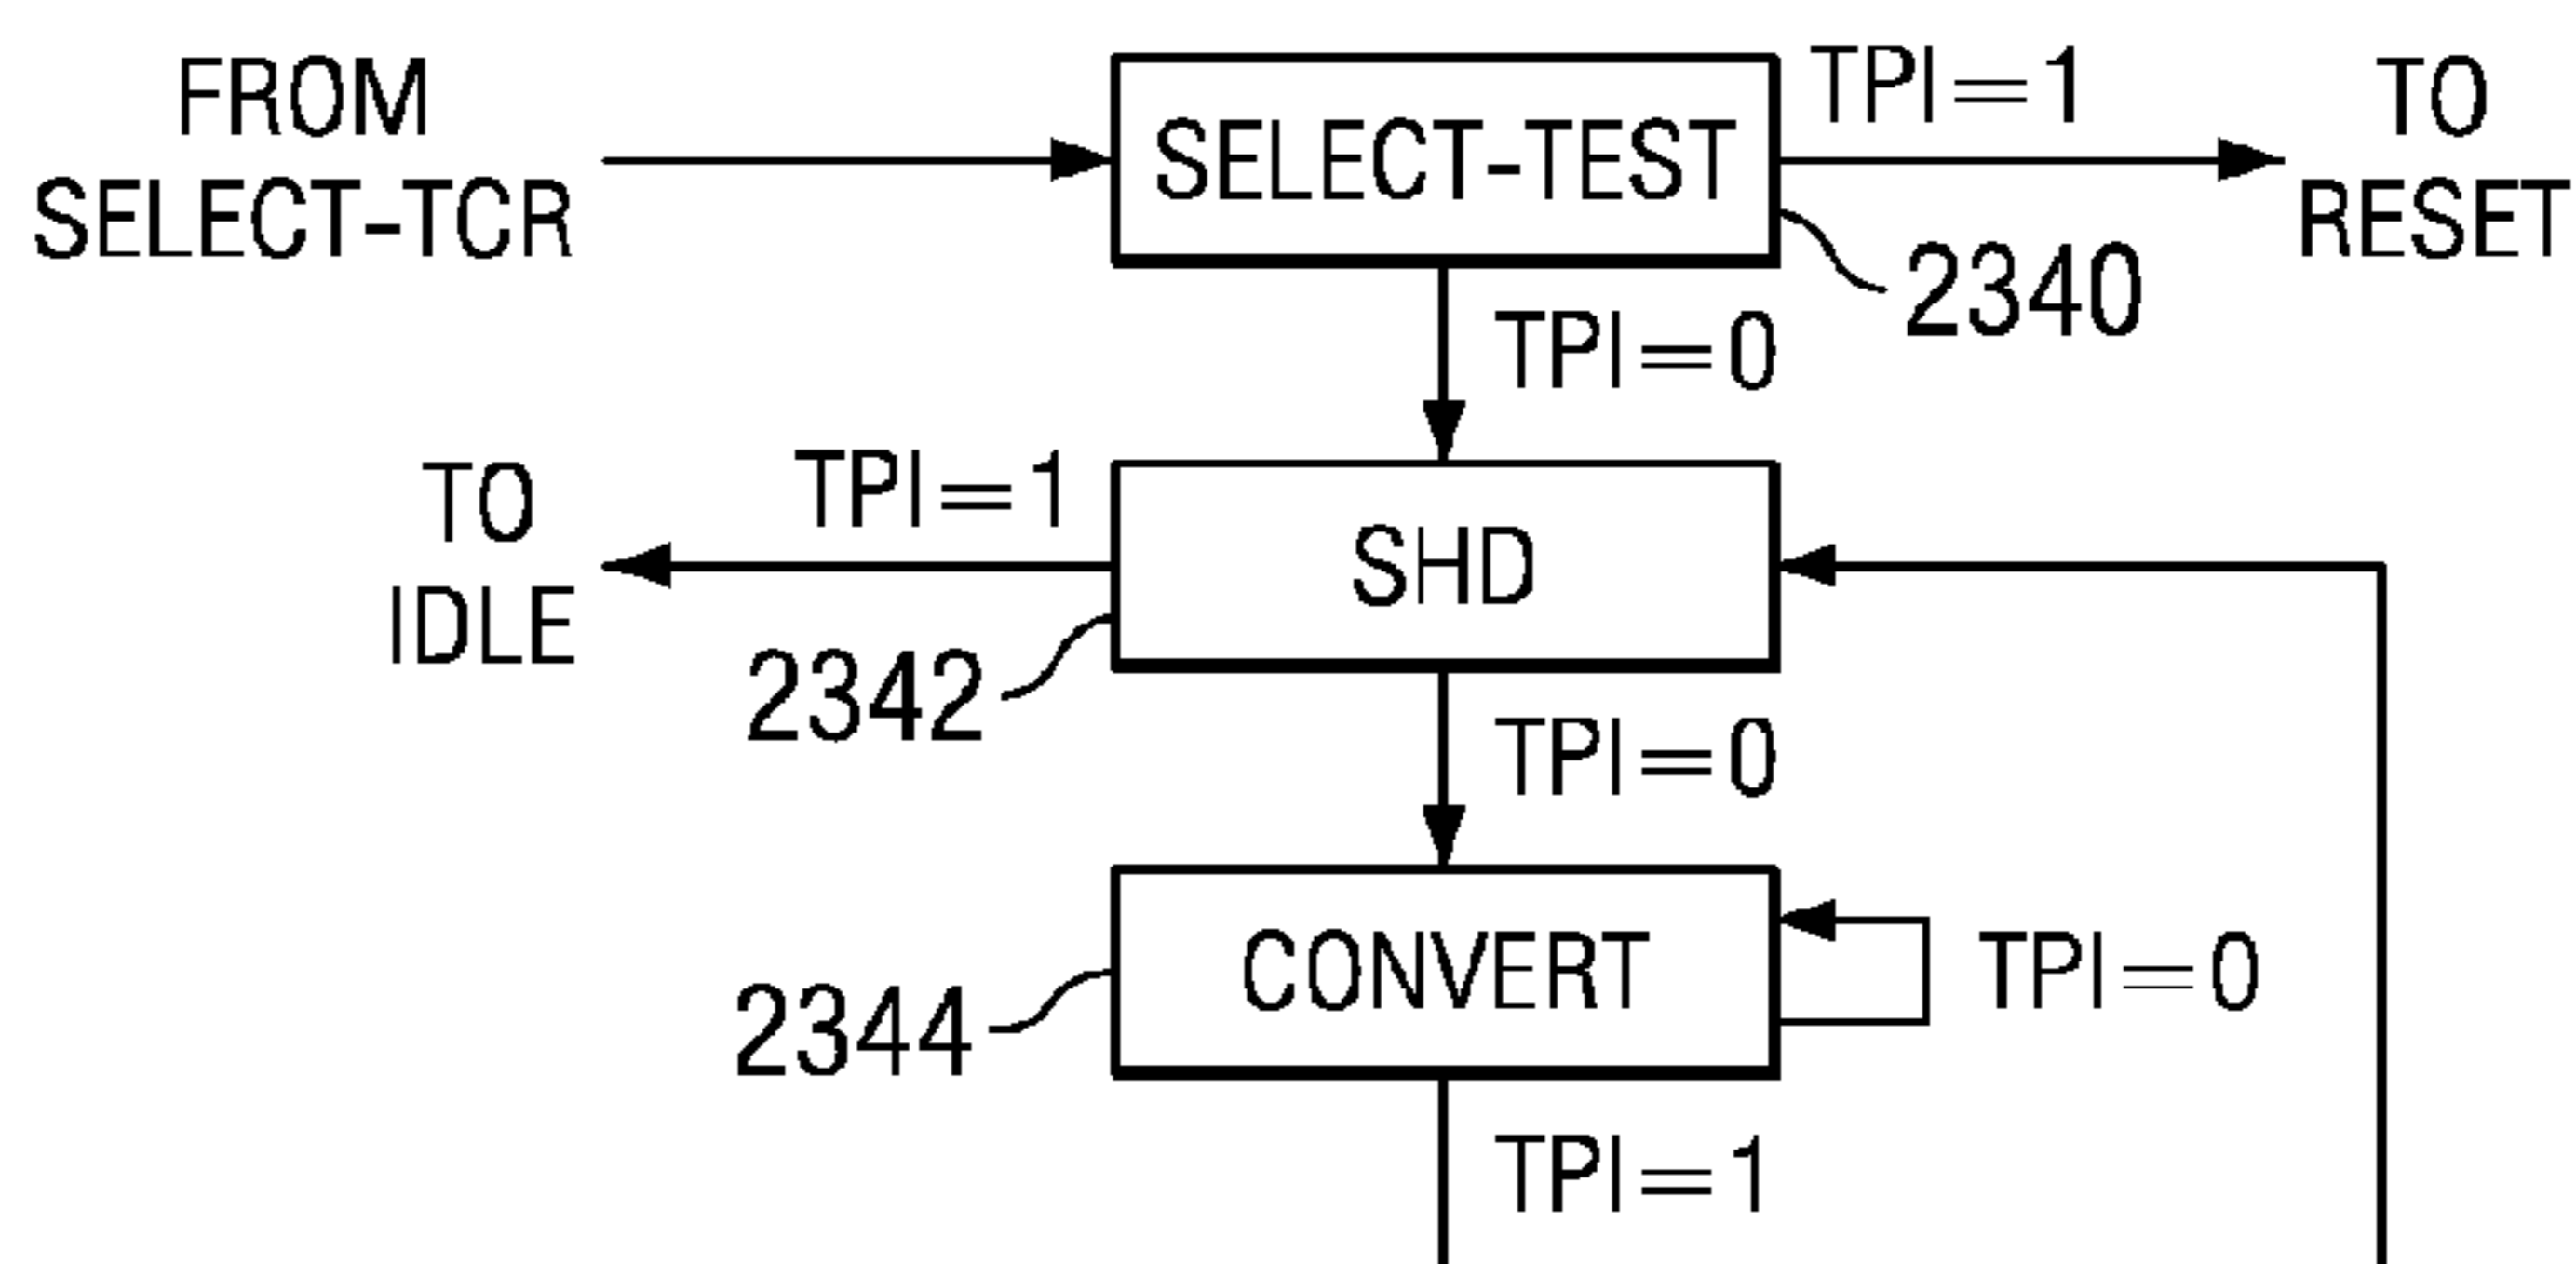 FROM
SELECT-TCR
SELECT-TEST
TPI=1
TO
RESET
2340
TPI=0
TO
IDLE
TPI=1
SHD
2342
TPI=0
CONVERT
TPI=0
2344
TPI=1